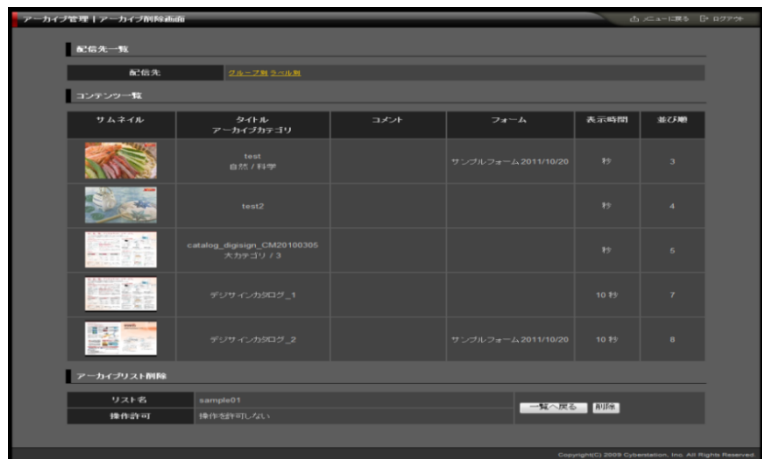 アーカイブ管理 | アーカイブ削除画面
メニューに戻る ログアウト
配信先一覧
配信先 グループ別 ラベル別
コンテンツ一覧
サムネイル タイトル アーカイブカテゴリ コメント フォーム 表示時間 並び順
test
自然 / 科学
サンプルフォーム2011/10/20 秒 3
test2
秒 4
catalog_digisign_CM20100305
大カテゴリ / 3
秒 5
デジサインカタログ_1 10 秒 7
デジサインカタログ_2 サンプルフォーム2011/10/20 10 秒 8
アーカイブリスト削除
リスト名 sample01
操作許可 操作を許可しない
一覧へ戻る 削除
Copyright(C) 2009 Cyberstation, Inc. All Rights Reserved.